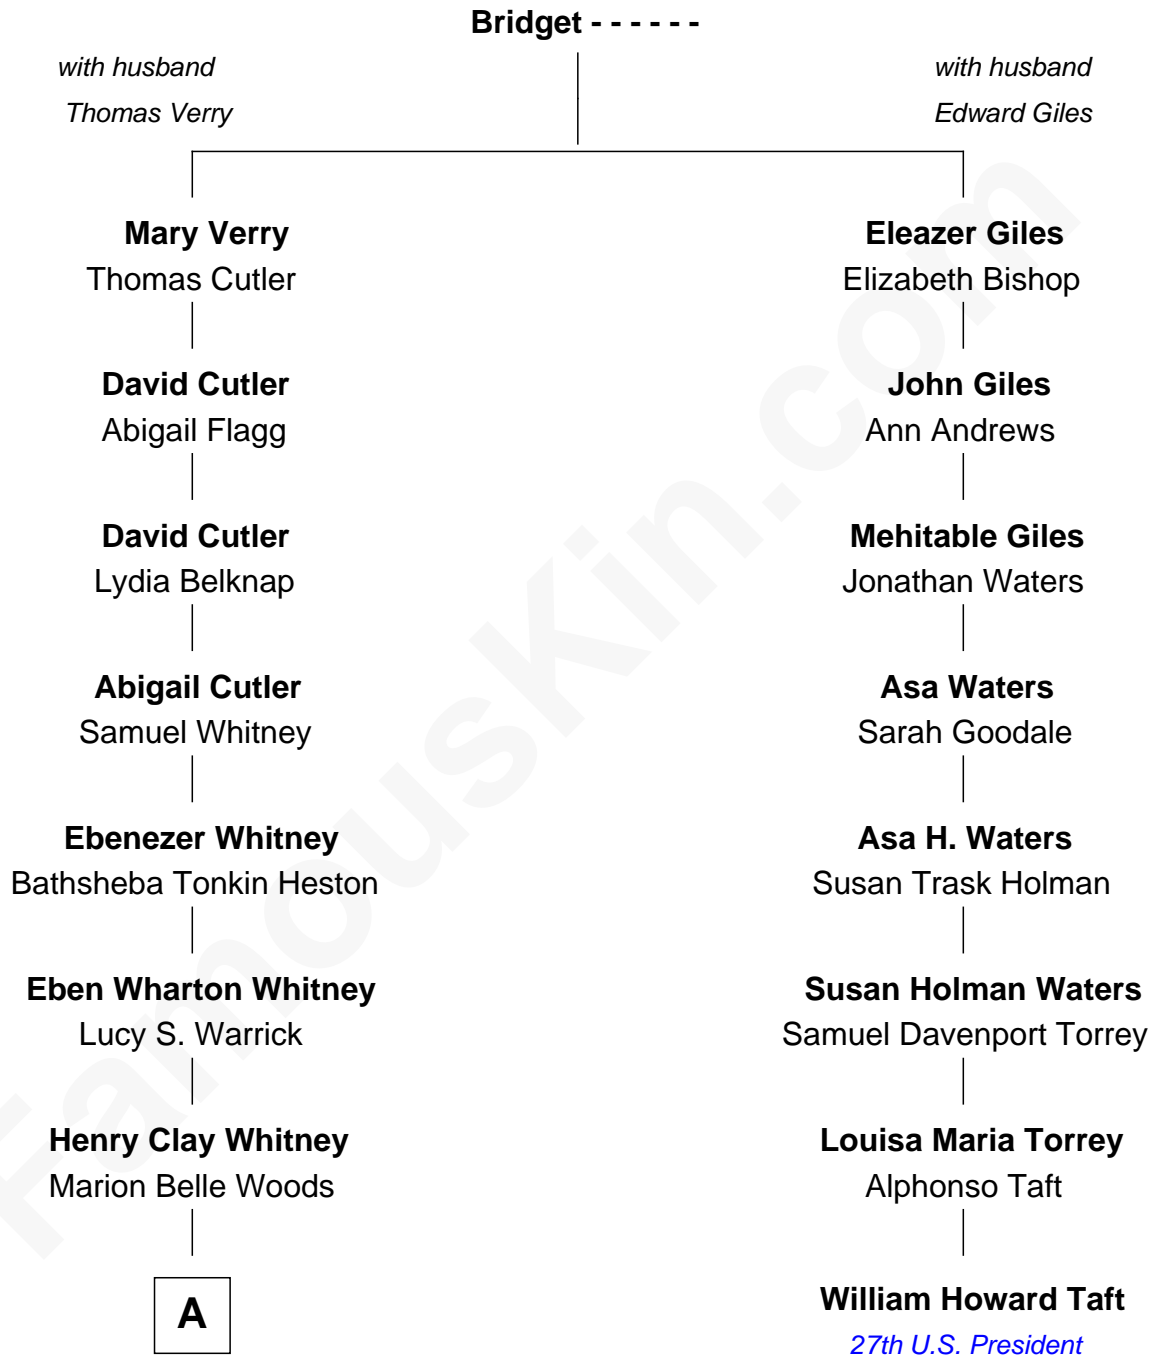 Bridget - - - - - -
with husband
Thomas Verry
with husband
Edward Giles
Mary Verry
Thomas Cutler
Eleazer Giles
Elizabeth Bishop
David Cutler
Abigail Flagg
John Giles
Ann Andrews
David Cutler
Lydia Belknap
Mehitable Giles
Jonathan Waters
Abigail Cutler
Samuel Whitney
Asa Waters
Sarah Goodale
Ebenezer Whitney
Bathsheba Tonkin Heston
Asa H. Waters
Susan Trask Holman
Eben Wharton Whitney
Lucy S. Warrick
Susan Holman Waters
Samuel Davenport Torrey
Henry Clay Whitney
Marion Belle Woods
Louisa Maria Torrey
Alphonso Taft
A
William Howard Taft
27th U.S. President
FamousKin.com